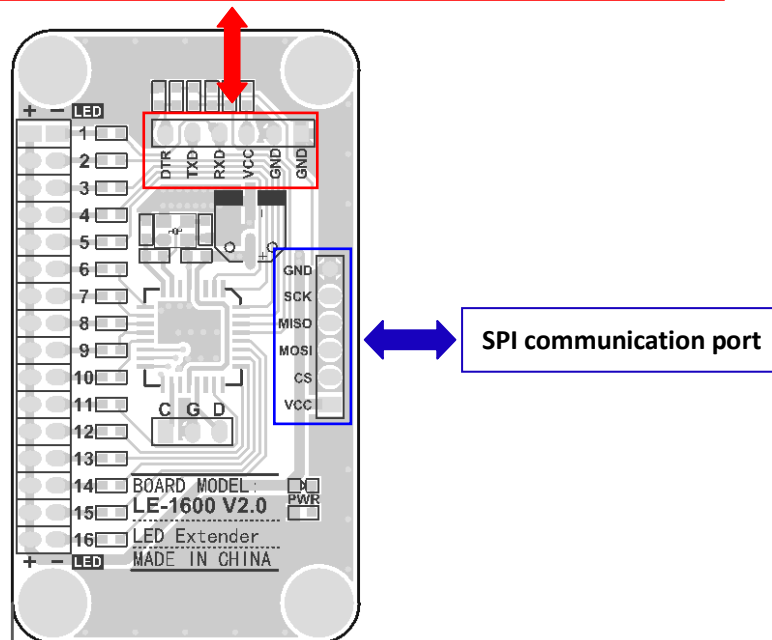 + - LED
1
2
3
4
5
6
7
8
9
10
11
12
13
14
15
16
+ - LED
DTR TXD RXD VCC GND GND
- +
GND
SCK
MISO
MOSI
CS
VCC
SPI communication port
C G D
BOARD MODEL:
LE-1600 V2.0
LED Extender
MADE IN CHINA
PWR